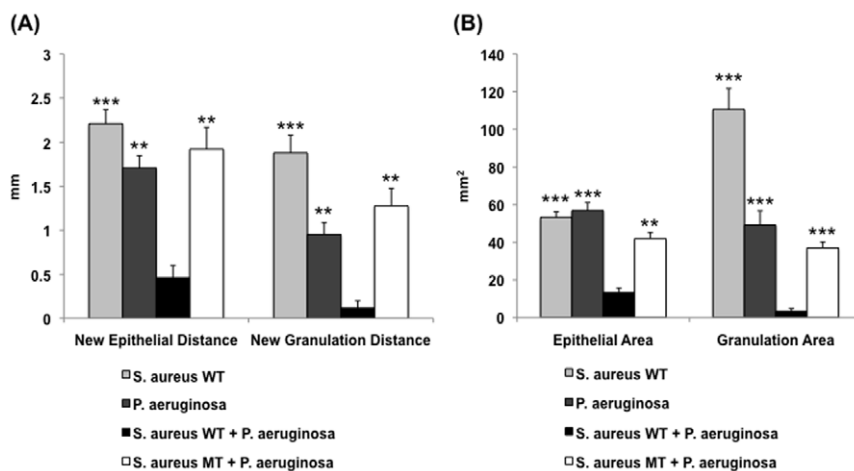 (A)
3
2.5
2
1.5
1
0.5
0
mm
***
**
**
***
**
**
New Epithelial Distance New Granulation Distance
S. aureus WT
P. aeruginosa
S. aureus WT + P. aeruginosa
S. aureus MT + P. aeruginosa
(B)
140
120
100
80
60
40
20
0
mm²
***
***
**
***
***
***
Epithelial Area Granulation Area
S. aureus WT
P. aeruginosa
S. aureus WT + P. aeruginosa
S. aureus MT + P. aeruginosa